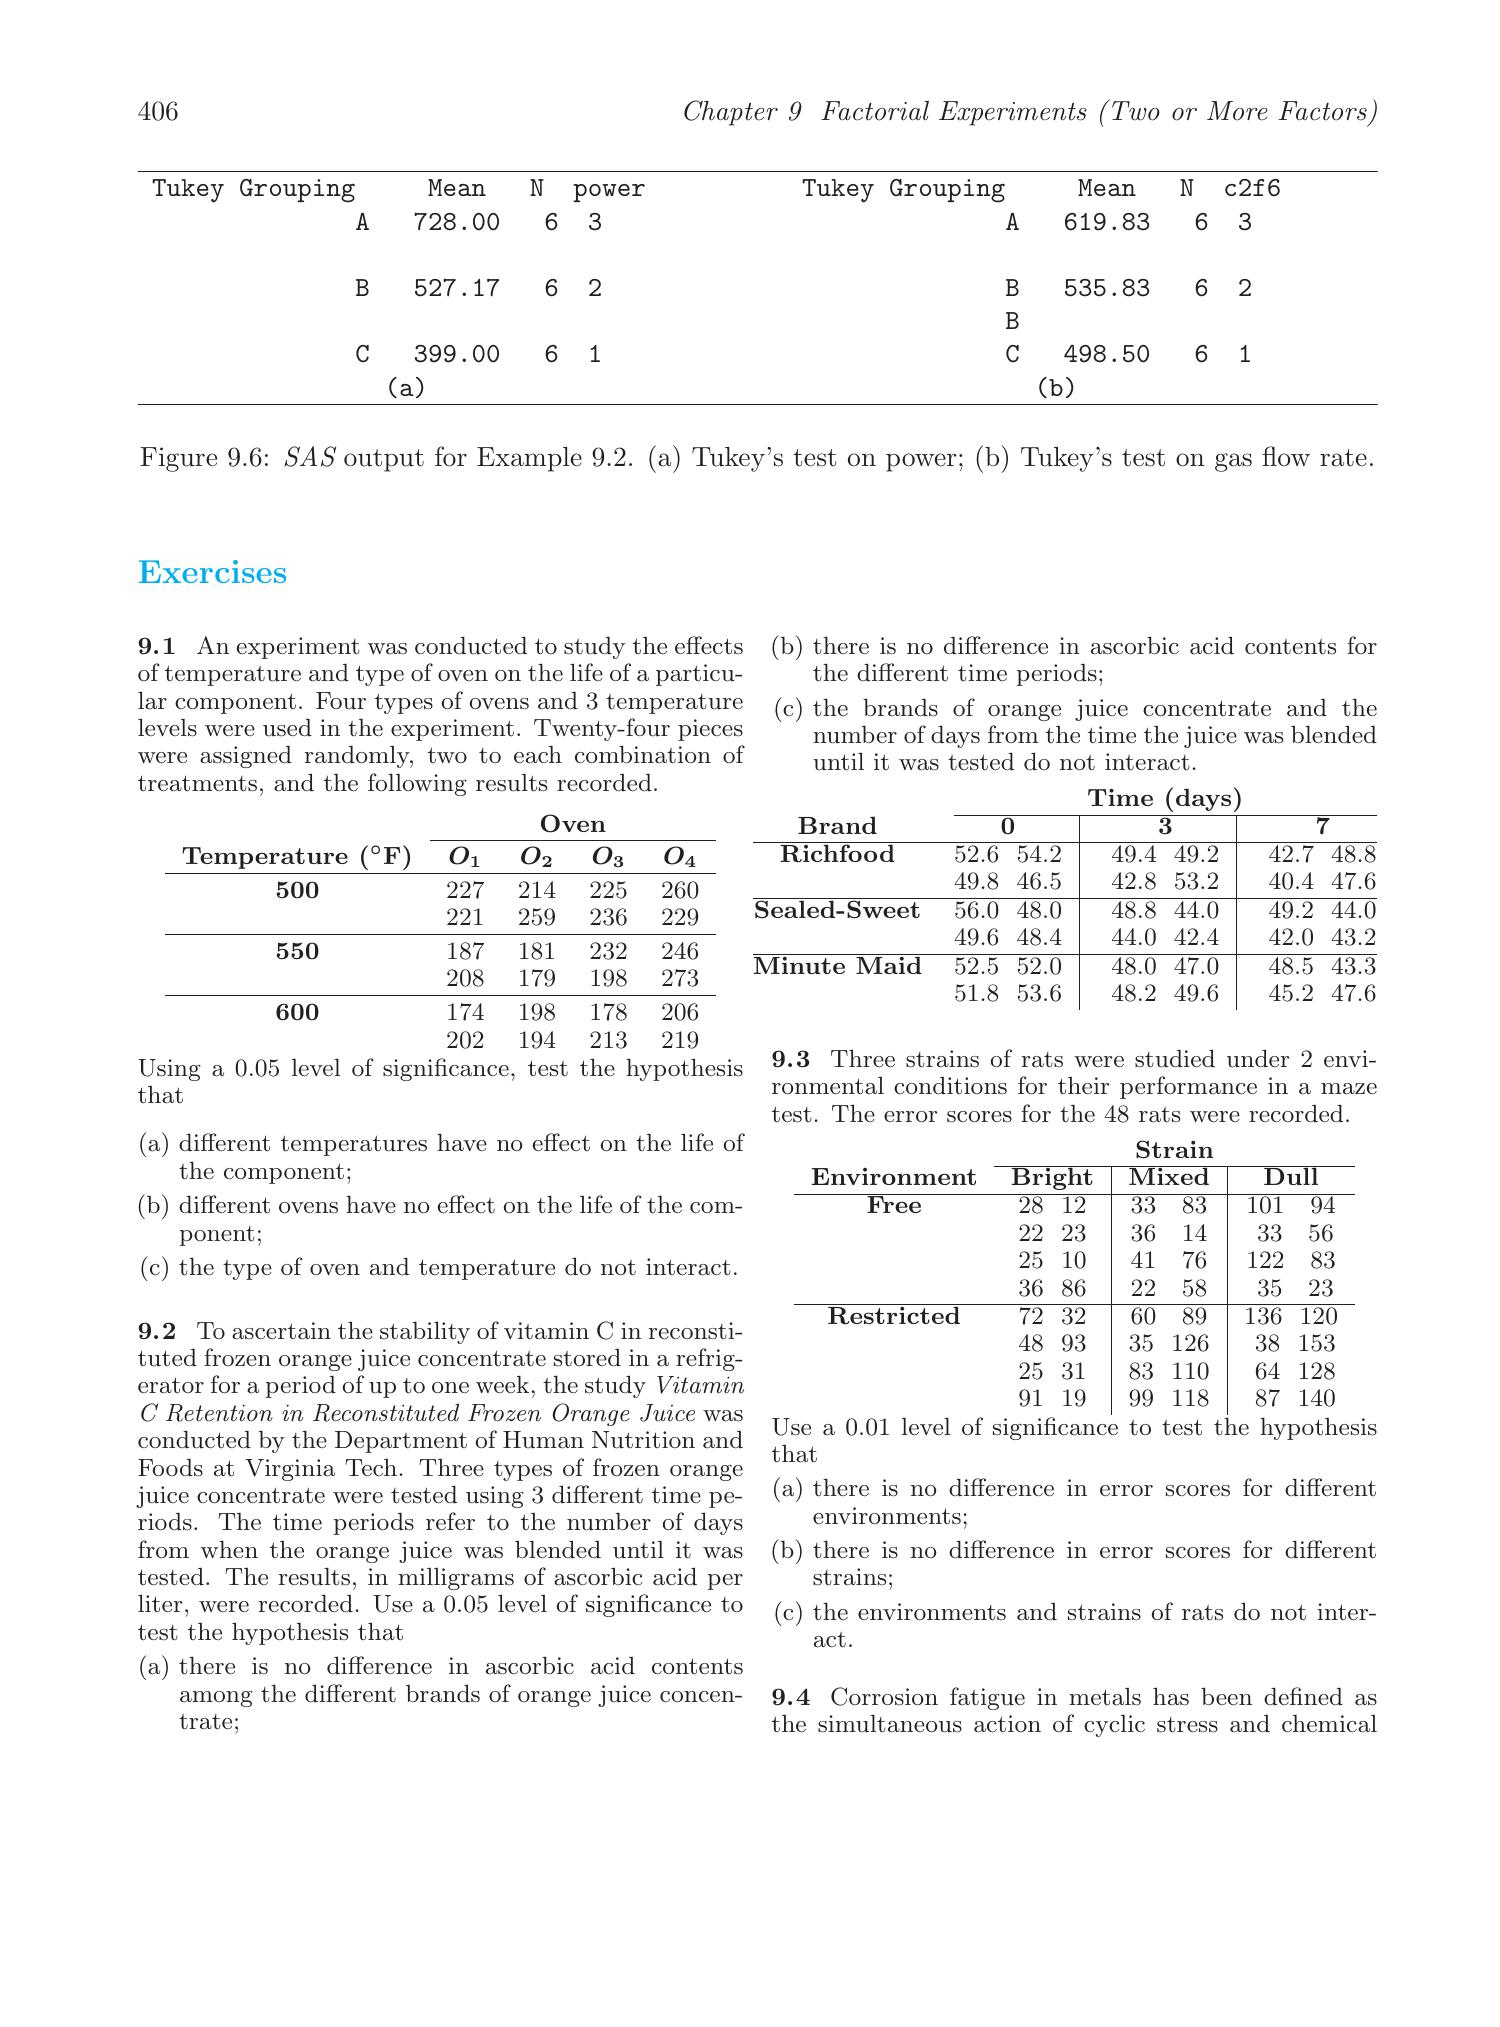 406 Chapter 9 Factorial Experiments (Two or More Factors)
Tukey Grouping Mean N power Tukey Grouping Mean N c2f6
A 728.00 6 3 A 619.83 6 3
B 527.17 6 2 B 535.83 6 2
B
C 399.00 6 1 C 498.50 6 1
(a) (b)
Figure 9.6: SAS output for Example 9.2. (a) Tukey's test on power; (b) Tukey's test on gas flow rate.
Exercises
9.1 An experiment was conducted to study the effects
of temperature and type of oven on the life of a particu-
lar component. Four types of ovens and 3 temperature
levels were used in the experiment. Twenty-four pieces
were assigned randomly, two to each combination of
treatments, and the following results recorded.
Oven
Temperature (°F) O1 O2 O3 O4
500 227 214 225 260
221 259 236 229
550 187 181 232 246
208 179 198 273
600 174 198 178 206
202 194 213 219
Using a 0.05 level of significance, test the hypothesis
that
(a) different temperatures have no effect on the life of
the component;
(b) different ovens have no effect on the life of the com-
ponent;
(c) the type of oven and temperature do not interact.
9.2 To ascertain the stability of vitamin C in reconsti-
tuted frozen orange juice concentrate stored in a refrig-
erator for a period of up to one week, the study Vitamin
C Retention in Reconstituted Frozen Orange Juice was
conducted by the Department of Human Nutrition and
Foods at Virginia Tech. Three types of frozen orange
juice concentrate were tested using 3 different time pe-
riods. The time periods refer to the number of days
from when the orange juice was blended until it was
tested. The results, in milligrams of ascorbic acid per
liter, were recorded. Use a 0.05 level of significance to
test the hypothesis that
(a) there is no difference in ascorbic acid contents
among the different brands of orange juice concen-
trate;
(b) there is no difference in ascorbic acid contents for
the different time periods;
(c) the brands of orange juice concentrate and the
number of days from the time the juice was blended
until it was tested do not interact.
Time (days)
Brand 0 3 7
Richfood 52.6 54.2 49.4 49.2 42.7 48.8
49.8 46.5 42.8 53.2 40.4 47.6
Sealed-Sweet 56.0 48.0 48.8 44.0 49.2 44.0
49.6 48.4 44.0 42.4 42.0 43.2
Minute Maid 52.5 52.0 48.0 47.0 48.5 43.3
51.8 53.6 48.2 49.6 45.2 47.6
9.3 Three strains of rats were studied under 2 envi-
ronmental conditions for their performance in a maze
test. The error scores for the 48 rats were recorded.
Strain
Environment Bright Mixed Dull
Free 28 12 33 83 101 94
22 23 36 14 33 56
25 10 41 76 122 83
36 86 22 58 35 23
Restricted 72 32 60 89 136 120
48 93 35 126 38 153
25 31 83 110 64 128
91 19 99 118 87 140
Use a 0.01 level of significance to test the hypothesis
that
(a) there is no difference in error scores for different
environments;
(b) there is no difference in error scores for different
strains;
(c) the environments and strains of rats do not inter-
act.
9.4 Corrosion fatigue in metals has been defined as
the simultaneous action of cyclic stress and chemical